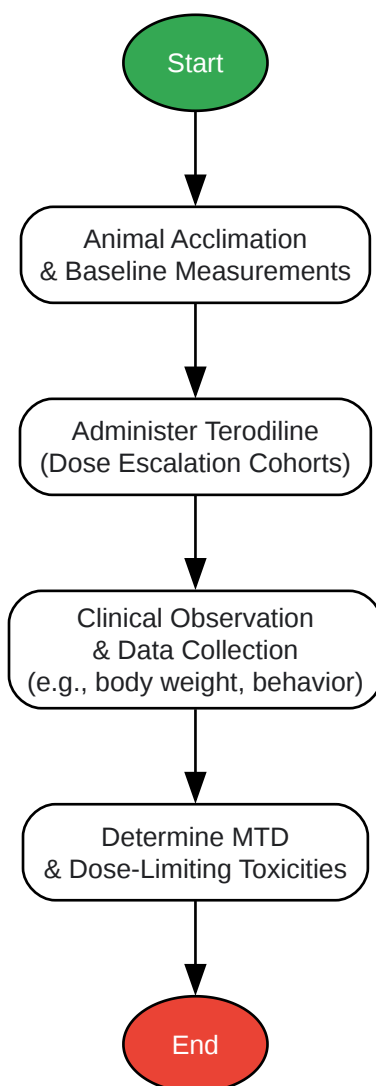 Start
Animal Acclimation
& Baseline Measurements
Administer Terodiline
(Dose Escalation Cohorts)
Clinical Observation
& Data Collection
(e.g., body weight, behavior)
Determine MTD
& Dose-Limiting Toxicities
End